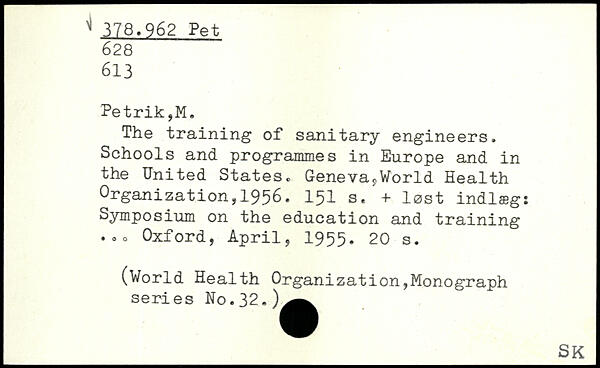 √ 378.962 Pet
628
613
Petrik,M.
The training of sanitary engineers.
Schools and programmes in Europe and in
the United States. Geneva,World Health
Organization,1956. 151 s. + løst indlæg:
Symposium on the education and training
... Oxford, April, 1955. 20 s.
(World Health Organization,Monograph
series No.32.)
SK